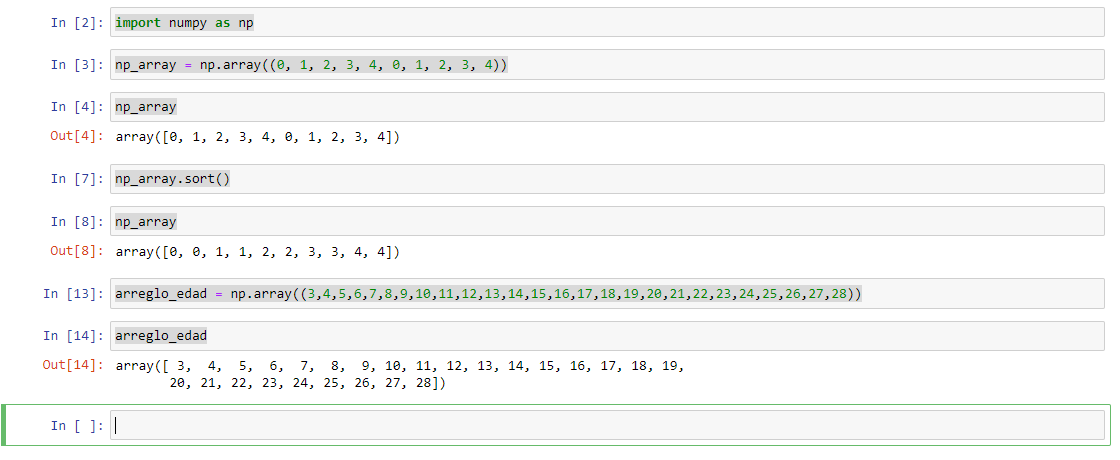 In [2]: import numpy as np
In [3]: np_array = np.array((0, 1, 2, 3, 4, 0, 1, 2, 3, 4))
In [4]: np_array
Out[4]: array([0, 1, 2, 3, 4, 0, 1, 2, 3, 4])
In [7]: np_array.sort()
In [8]: np_array
Out[8]: array([0, 0, 1, 1, 2, 2, 3, 3, 4, 4])
In [13]: arreglo_edad = np.array((3,4,5,6,7,8,9,10,11,12,13,14,15,16,17,18,19,20,21,22,23,24,25,26,27,28))
In [14]: arreglo_edad
Out[14]: array([ 3,  4,  5,  6,  7,  8,  9, 10, 11, 12, 13, 14, 15, 16, 17, 18, 19,
20, 21, 22, 23, 24, 25, 26, 27, 28])
In [ ]: